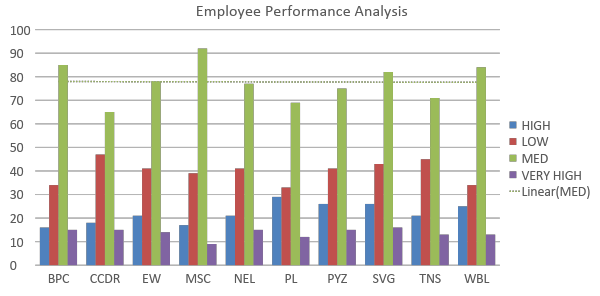 Employee Performance Analysis
100
90
80
70
60
50
40
30
20
10
0
BPC CCDR EW MSC NEL PL PYZ SVG TNS WBL
HIGH
LOW
MED
VERY HIGH
Linear(MED)